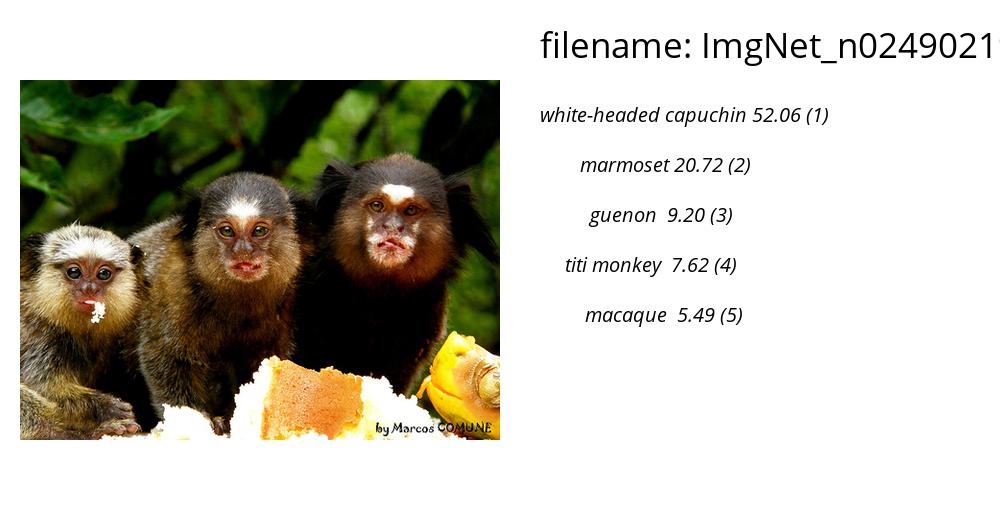 filename: ImgNet_n0249021
white-headed capuchin 52.06 (1)
marmoset 20.72 (2)
guenon 9.20 (3)
titi monkey 7.62 (4)
macaque 5.49 (5)
by Marcos COMUNE